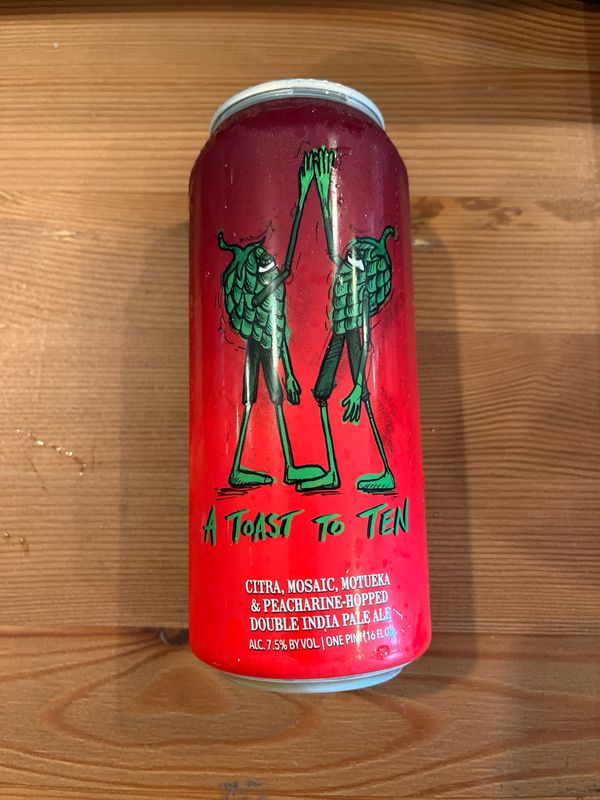 A TOAST TO TEN
CITRA, MOSAIC, MOTUEKA
& PEACHARINE-HOPPED
DOUBLE INDIA PALE ALE
ALC. 7.5% BY VOL. | ONE PINT (16 FL OZ)